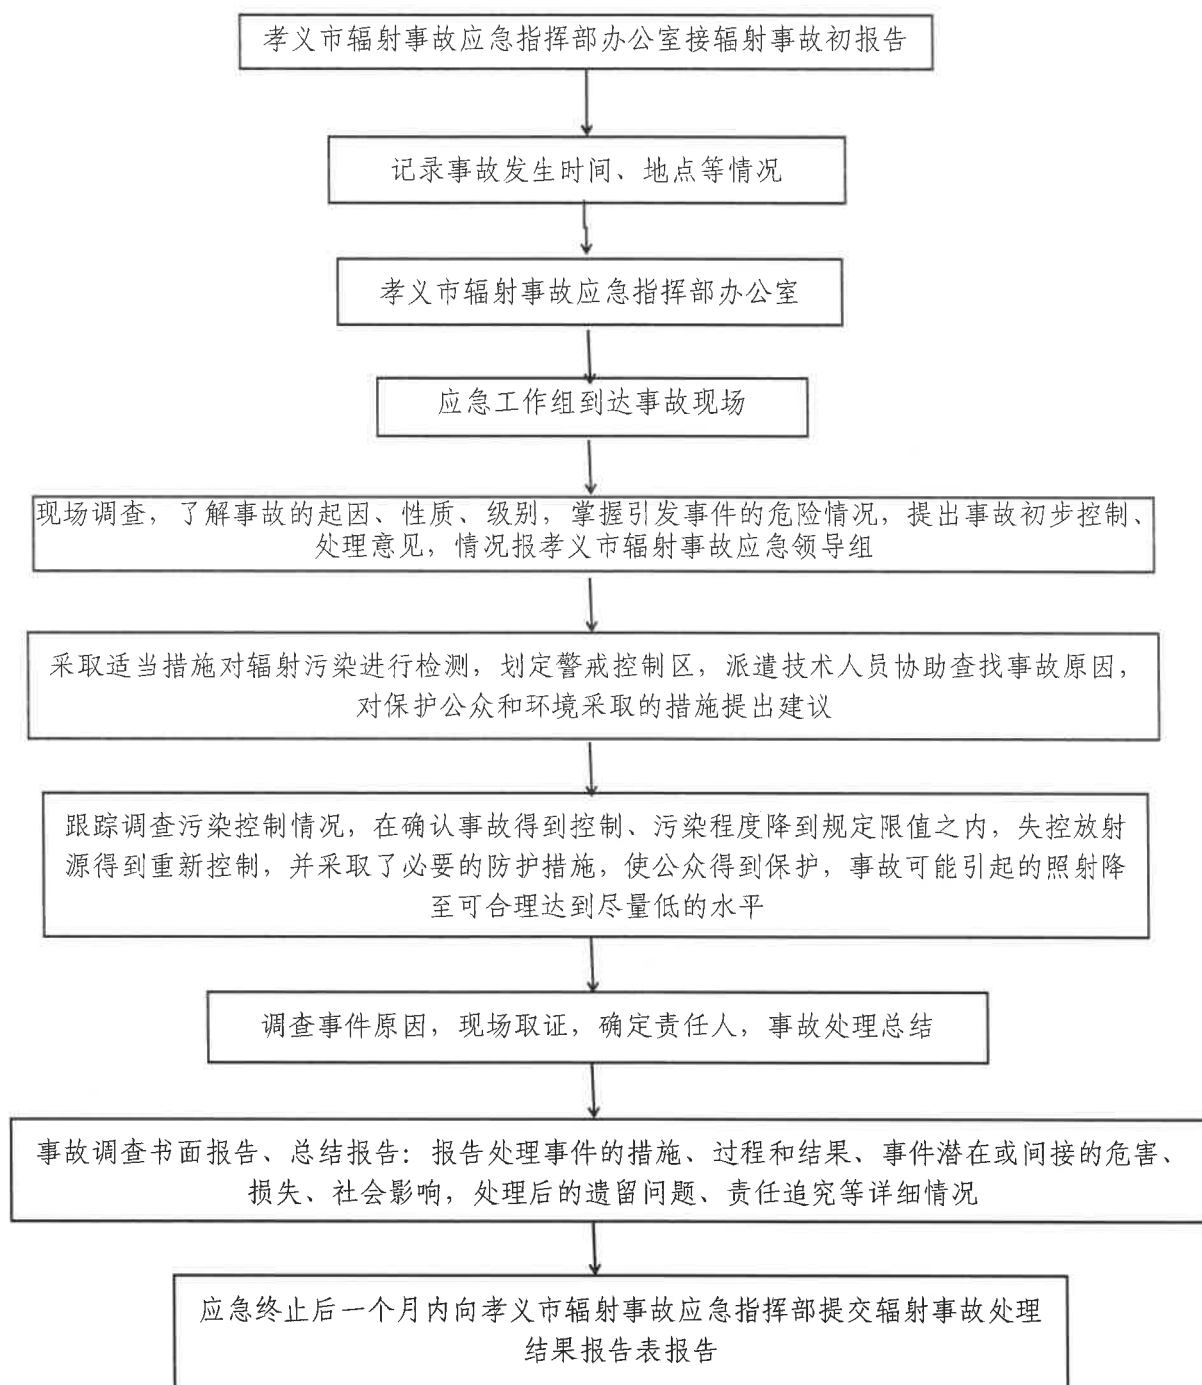 孝义市辐射事故应急指挥部办公室接辐射事故初报告
记录事故发生时间、地点等情况
孝义市辐射事故应急指挥部办公室
应急工作组到达事故现场
现场调查，了解事故的起因、性质、级别，掌握引发事件的危险情况，提出事故初步控制、
处理意见，情况报孝义市辐射事故应急领导组
采取适当措施对辐射污染进行检测，划定警戒控制区，派遣技术人员协助查找事故原因，
对保护公众和环境采取的措施提出建议
跟踪调查污染控制情况，在确认事故得到控制、污染程度降到规定限值之内，失控放射
源得到重新控制，并采取了必要的防护措施，使公众得到保护，事故可能引起的照射降
至可合理达到尽量低的水平
调查事件原因，现场取证，确定责任人，事故处理总结
事故调查书面报告、总结报告：报告处理事件的措施、过程和结果、事件潜在或间接的危害、
损失、社会影响，处理后的遗留问题、责任追究等详细情况
应急终止后一个月内向孝义市辐射事故应急指挥部提交辐射事故处理
结果报告表报告